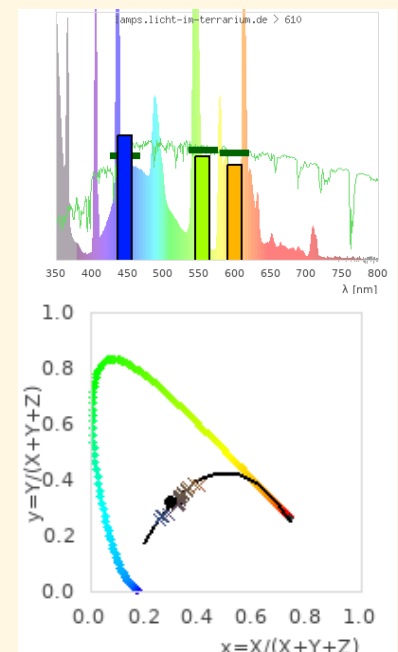 lamps.licht-im-terrarium.de > 610
350 400 450 500 550 600 650 700 750 800
λ [nm]
1.0
0.8
0.6
0.4
0.2
0.0
y=Y/(X+Y+Z)
0.0 0.2 0.4 0.6 0.8 1.0
x=X/(X+Y+Z)